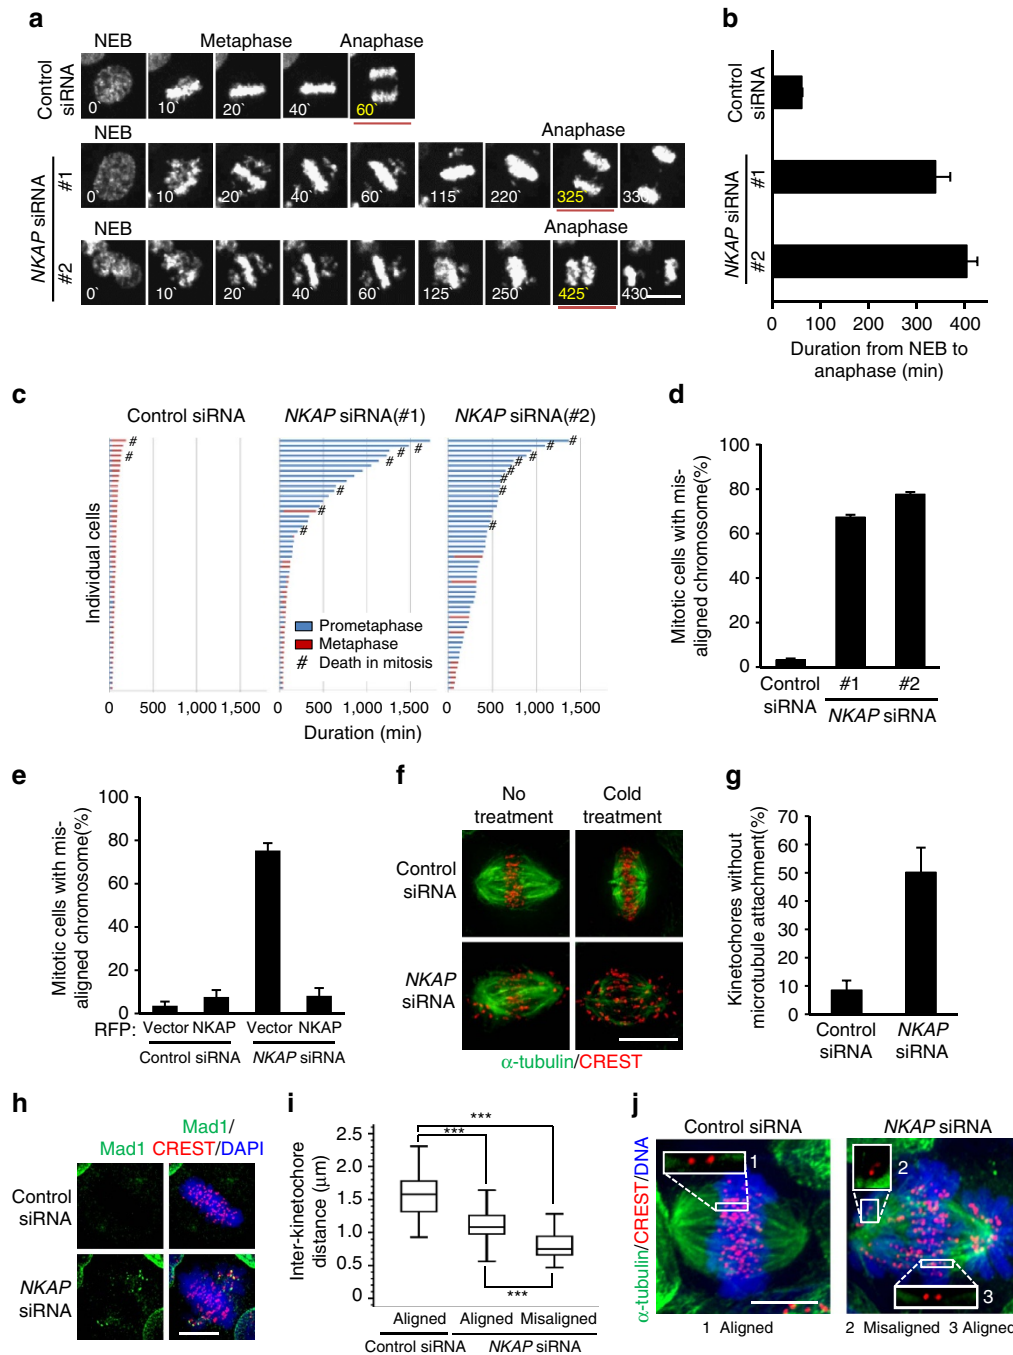 a
NEB Metaphase Anaphase
Control siRNA
0` 10` 20` 40` 60`
NEB Anaphase
NKAP siRNA
#1
0` 10` 20` 40` 60` 115` 220` 325` 330`
NEB Anaphase
#2
0` 10` 20` 40` 60` 125` 250` 425` 430`
b
Control siRNA
NKAP siRNA
#1
#2
0 100 200 300 400
Duration from NEB to
anaphase (min)
c
Control siRNA NKAP siRNA(#1) NKAP siRNA(#2)
Individual cells
# #
# # # # # #
# # # # # # #
Prometaphase
Metaphase
# Death in mitosis
0 500 1,000 1,500 0 500 1,000 1,500 0 500 1,000 1,500
Duration (min)
d
Mitotic cells with mis-
aligned chromosome(%)
100
80
60
40
20
0
Control siRNA
#1 #2
NKAP siRNA
e
Mitotic cells with mis-
aligned chromosome(%)
100
80
60
40
20
0
RFP: Vector NKAP Vector NKAP
Control siRNA NKAP siRNA
f
No treatment
Cold treatment
Control siRNA
NKAP siRNA
α-tubulin/CREST
g
Kinetochores without
microtubule attachment(%)
70
60
50
40
30
20
10
0
Control siRNA
NKAP siRNA
h
Mad1
Mad1/
CREST/DAPI
Control siRNA
NKAP siRNA
i
Inter-kinetochore
distance (μm)
2.5
2.0
1.5
1.0
0.5
0
***
***
***
Aligned Aligned Misaligned
Control siRNA NKAP siRNA
j
Control siRNA NKAP siRNA
α-tubulin/CREST/DNA
1
2
3
1 Aligned 2 Misaligned 3 Aligned